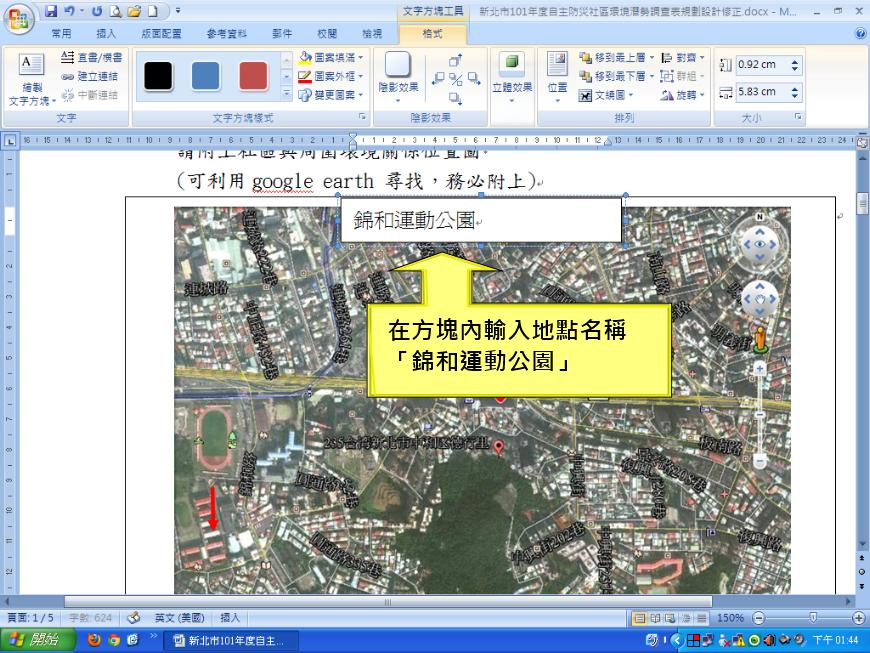 文字方塊工具
新北市101年度自主防災社區環境潛勢調查表規劃設計修正.docx - M...
常用 插入 版面配置 參考資料 郵件 校閱 檢視 格式
繪製
文字方塊
直書/橫書
建立連結
中斷連結
圖案填滿
圖案外框
變更圖案
陰影效果
立體效果
位置
移到最上層
移到最下層
文繞圖
對齊
群組
旋轉
0.92 cm
5.83 cm
文字 文字方塊樣式 陰影效果 排列 大小
請附上社區與周圍環境關係位置圖。
(可利用 google earth 尋找，務必附上)
錦和運動公園
N
連城路
在方塊內輸入地點名稱
「錦和運動公園」
235台灣新北市中和區德行里
頁面: 1/5 字數: 624 英文 (美國) 插入 150%
開始 新北市101年度自主... 下午 01:44